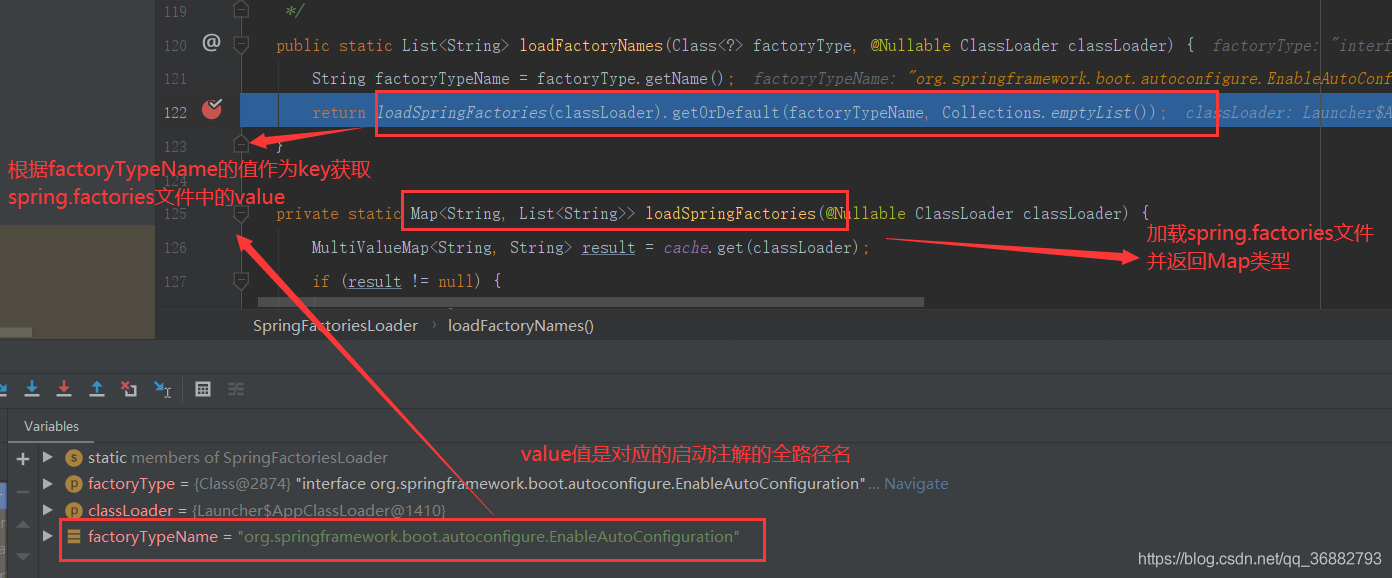 119 */
120 @ public static List<String> loadFactoryNames(Class<?> factoryType, @Nullable ClassLoader classLoader) { factoryType: "interf
121 String factoryTypeName = factoryType.getName(); factoryTypeName: "org.springframework.boot.autoconfigure.EnableAutoConf
122 return loadSpringFactories(classLoader).getOrDefault(factoryTypeName, Collections.emptyList()); classLoader: Launcher$A
123 }
根据factoryTypeName的值作为key获取
124
spring.factories文件中的value
125 private static Map<String, List<String>> loadSpringFactories(@Nullable ClassLoader classLoader) {
加载spring.factories文件
126 MultiValueMap<String, String> result = cache.get(classLoader);
并返回Map类型
127 if (result != null) {
SpringFactoriesLoader › loadFactoryNames()
Variables
value值是对应的启动注解的全路径名
s static members of SpringFactoriesLoader
p factoryType = {Class@2874} "interface org.springframework.boot.autoconfigure.EnableAutoConfiguration"... Navigate
p classLoader = {Launcher$AppClassLoader@1410}
factoryTypeName = "org.springframework.boot.autoconfigure.EnableAutoConfiguration"
https://blog.csdn.net/qq_36882793